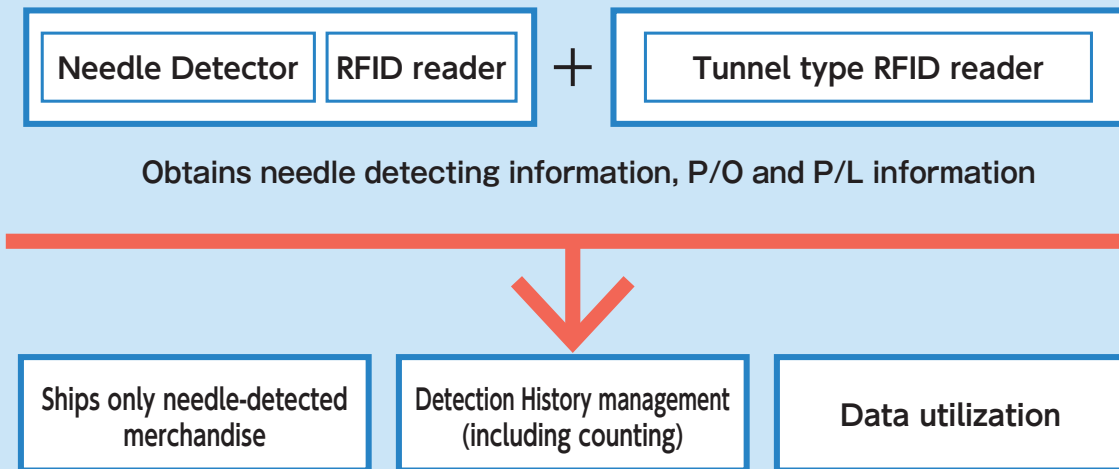 Needle Detector
RFID reader
+
Tunnel type RFID reader
Obtains needle detecting information, P/O and P/L information
Ships only needle-detected
merchandise
Detection History management
(including counting)
Data utilization